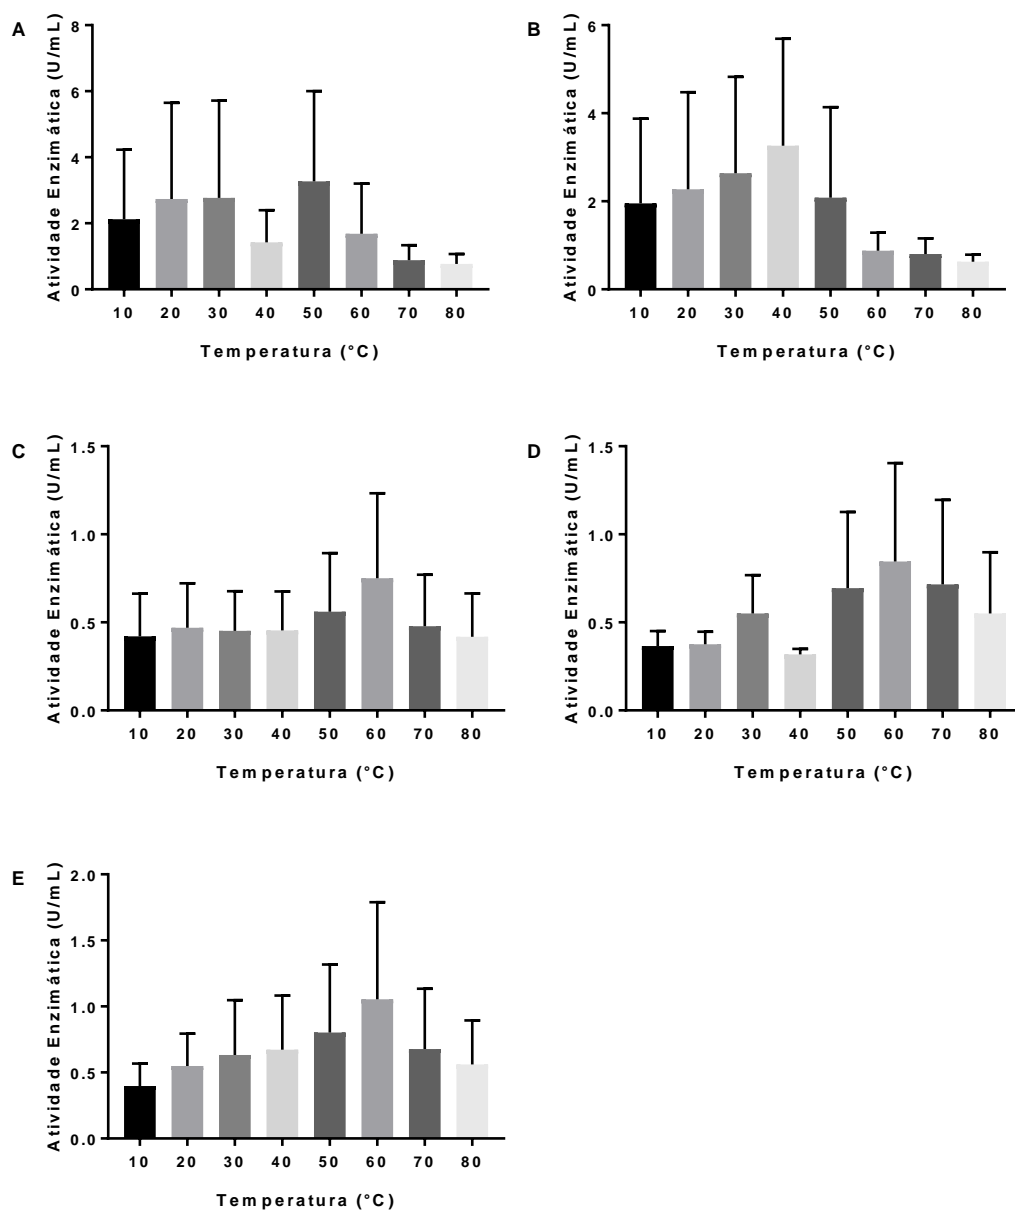 A
Atividade Enzimática (U/mL)
8
6
4
2
0
10 20 30 40 50 60 70 80
Temperatura (°C)
B
Atividade Enzimática (U/mL)
6
4
2
0
10 20 30 40 50 60 70 80
Temperatura (°C)
C
Atividade Enzimática (U/mL)
1.5
1.0
0.5
0.0
10 20 30 40 50 60 70 80
Temperatura (°C)
D
Atividade Enzimática (U/mL)
1.5
1.0
0.5
0.0
10 20 30 40 50 60 70 80
Temperatura (°C)
E
Atividade Enzimática (U/mL)
2.0
1.5
1.0
0.5
0.0
10 20 30 40 50 60 70 80
Temperatura (°C)